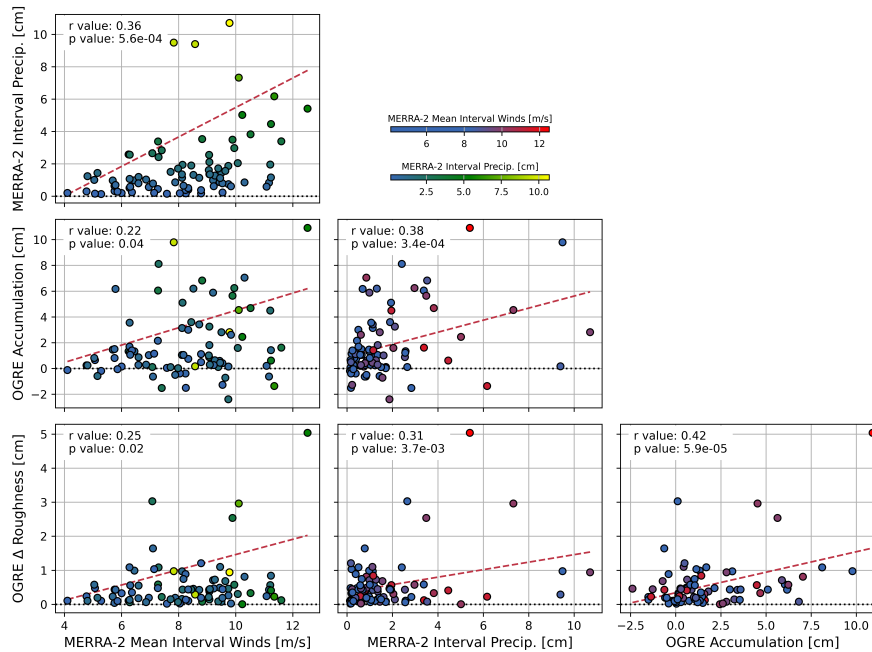 MERRA-2 Interval Precip. [cm]
10
8
6
4
2
0
r value: 0.36
p value: 5.6e-04
MERRA-2 Mean Interval Winds [m/s]
6 8 10 12
MERRA-2 Interval Precip. [cm]
2.5 5.0 7.5 10.0
OGRE Accumulation [cm]
10
8
6
4
2
0
−2
r value: 0.22
p value: 0.04
r value: 0.38
p value: 3.4e-04
OGRE Δ Roughness [cm]
5
4
3
2
1
0
r value: 0.25
p value: 0.02
r value: 0.31
p value: 3.7e-03
r value: 0.42
p value: 5.9e-05
4 6 8 10 12
0 2 4 6 8 10
−2.5 0.0 2.5 5.0 7.5 10.0
MERRA-2 Mean Interval Winds [m/s]
MERRA-2 Interval Precip. [cm]
OGRE Accumulation [cm]